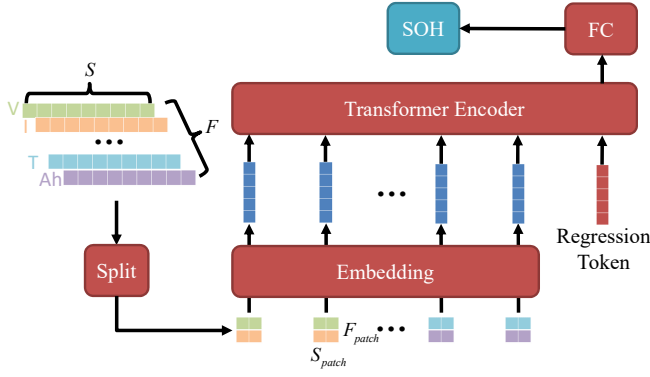 SOH
FC
S
V
I
F
•••
T
Ah
Transformer Encoder
•••
Regression
Token
Split
Embedding
F_patch
•••
S_patch